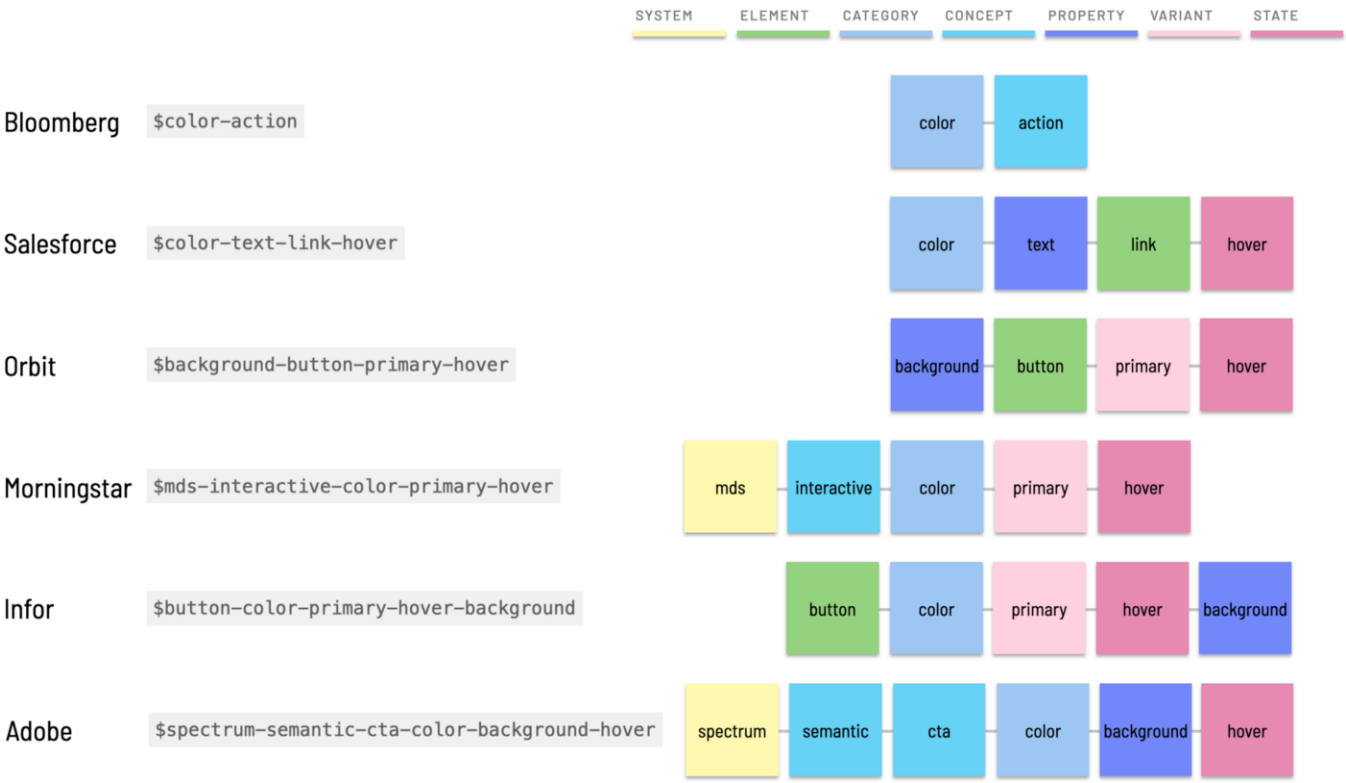 SYSTEM ELEMENT CATEGORY CONCEPT PROPERTY VARIANT STATE
Bloomberg $color-action color action
Salesforce $color-text-link-hover color text link hover
Orbit $background-button-primary-hover background button primary hover
Morningstar $mds-interactive-color-primary-hover mds interactive color primary hover
Infor $button-color-primary-hover-background button color primary hover background
Adobe $spectrum-semantic-cta-color-background-hover spectrum semantic cta color background hover